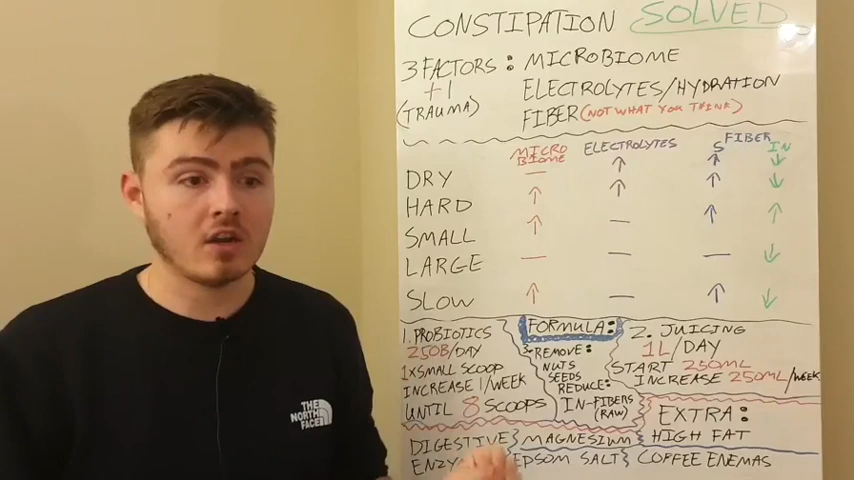 CONSTIPATION SOLVED
3 FACTORS: MICROBIOME
+1 ELECTROLYTES/HYDRATION
(TRAUMA) FIBER (NOT WHAT YOU THINK)
MICRO ELECTROLYTES FIBER
BIOME ↑ S ↑ IN ↓
DRY — ↑ ↑ ↓
HARD ↑
SMALL ↑ — ↑ ↑
LARGE — — — ↓
SLOW ↑ — ↑ ↓
FORMULA:
1. PROBIOTICS
250B/DAY
1x SMALL SCOOP
INCREASE 1/WEEK
UNTIL 8 SCOOPS
2. JUICING
1L/DAY
START 250ML
INCREASE 250ML/WEEK
3. REMOVE:
NUTS
SEEDS
REDUCE:
IN-FIBERS
(RAW)
EXTRA:
HIGH FAT
DIGESTIVE
MAGNESIUM
EPSOM SALT
COFFEE ENEMAS
THE
NORTH
FACE